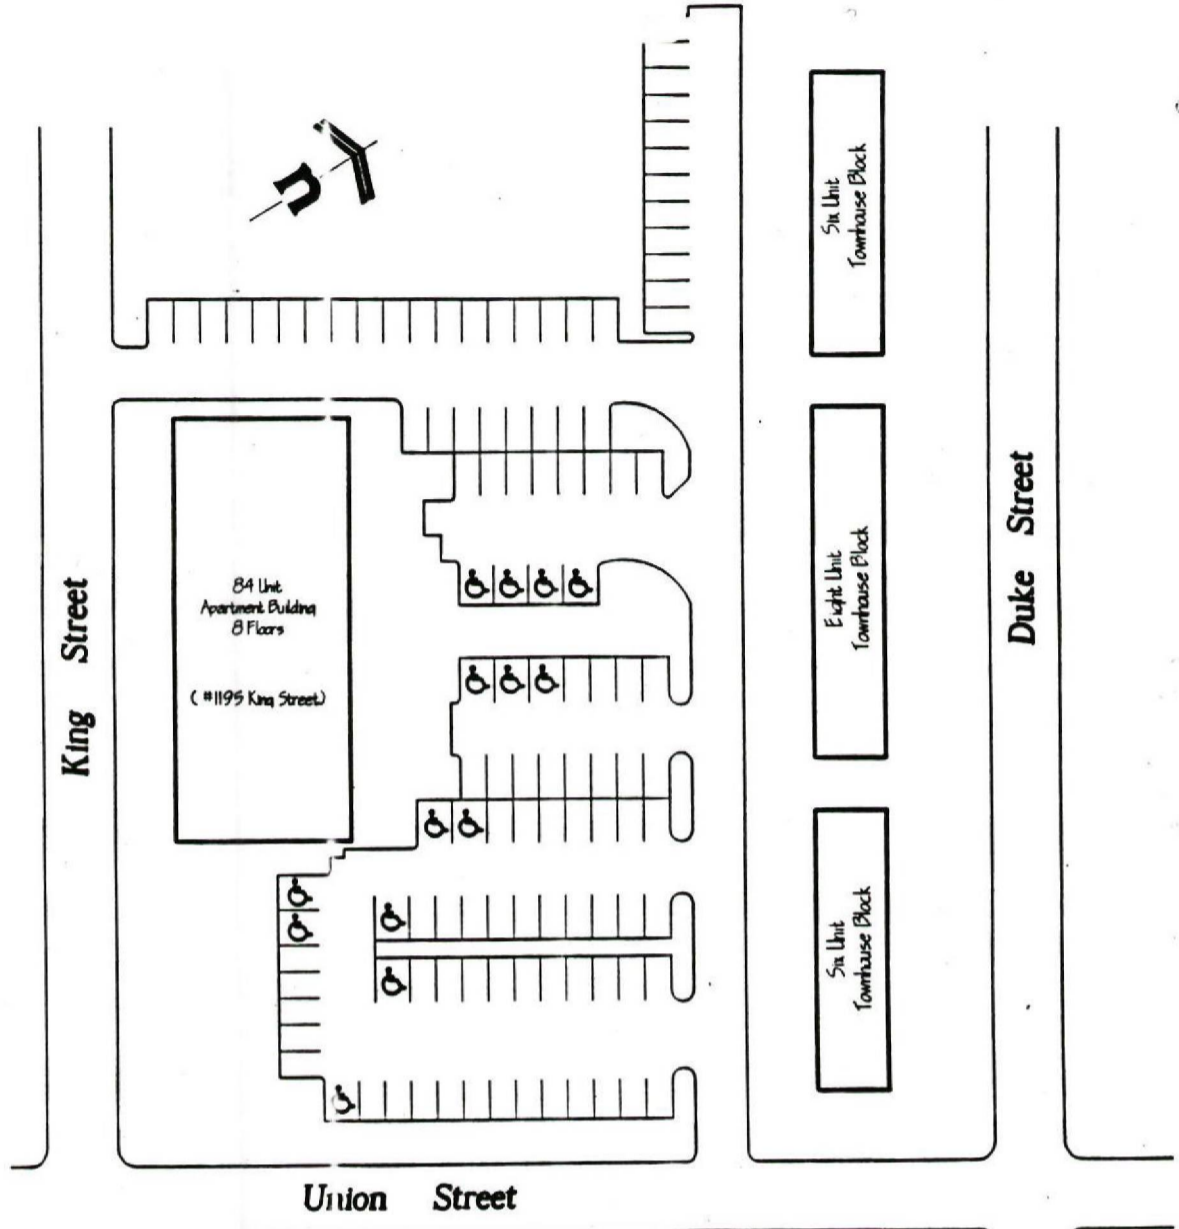 n
Six Unit
Townhouse Block
84 Unit
Apartment Building
8 Floors
( #1195 King Street)
Eight Unit
Townhouse Block
King Street
Duke Street
Six Unit
Townhouse Block
Union Street